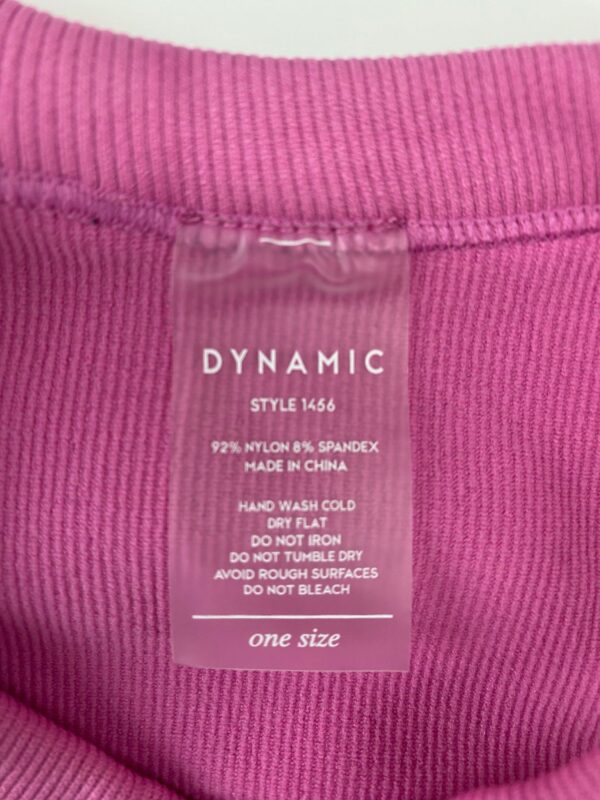 DYNAMIC
STYLE 1466
92% NYLON 8% SPANDEX
MADE IN CHINA
HAND WASH COLD
DRY FLAT
DO NOT IRON
DO NOT TUMBLE DRY
AVOID ROUGH SURFACES
DO NOT BLEACH
one size